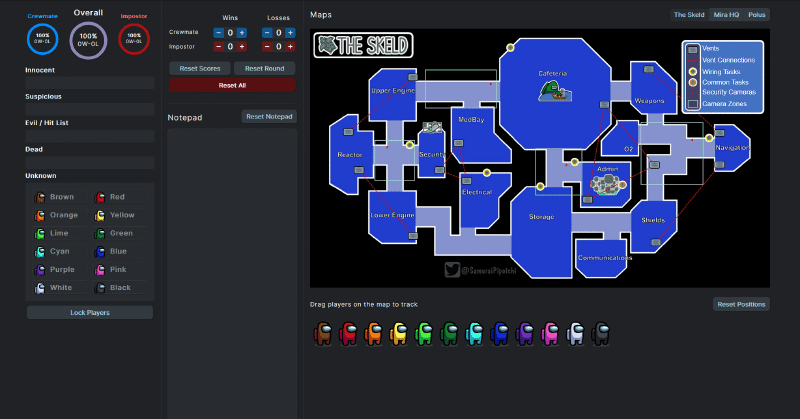 Crewmate
Overall
Impostor
100%
0W-0L
100%
0W-0L
100%
0W-0L
Innocent
Suspicious
Evil / Hit List
Dead
Unknown
Brown
Red
Orange
Yellow
Lime
Green
Cyan
Blue
Purple
Pink
White
Black
Lock Players
Wins
Losses
Crewmate
− 0 +
− 0 +
Impostor
− 0 +
− 0 +
Reset Scores
Reset Round
Reset All
Notepad
Reset Notepad
Maps
The Skeld
Mira HQ
Polus
THE SKELD
Vents
Vent Connections
Wiring Tasks
Common Tasks
Security Cameras
Camera Zones
Cafeteria
Upper Engine
Weapons
MedBay
O2
Navigation
Reactor
Security
Admin
Electrical
Lower Engine
Storage
Shields
Communications
@SamuraiPipotchi
Drag players on the map to track
Reset Positions